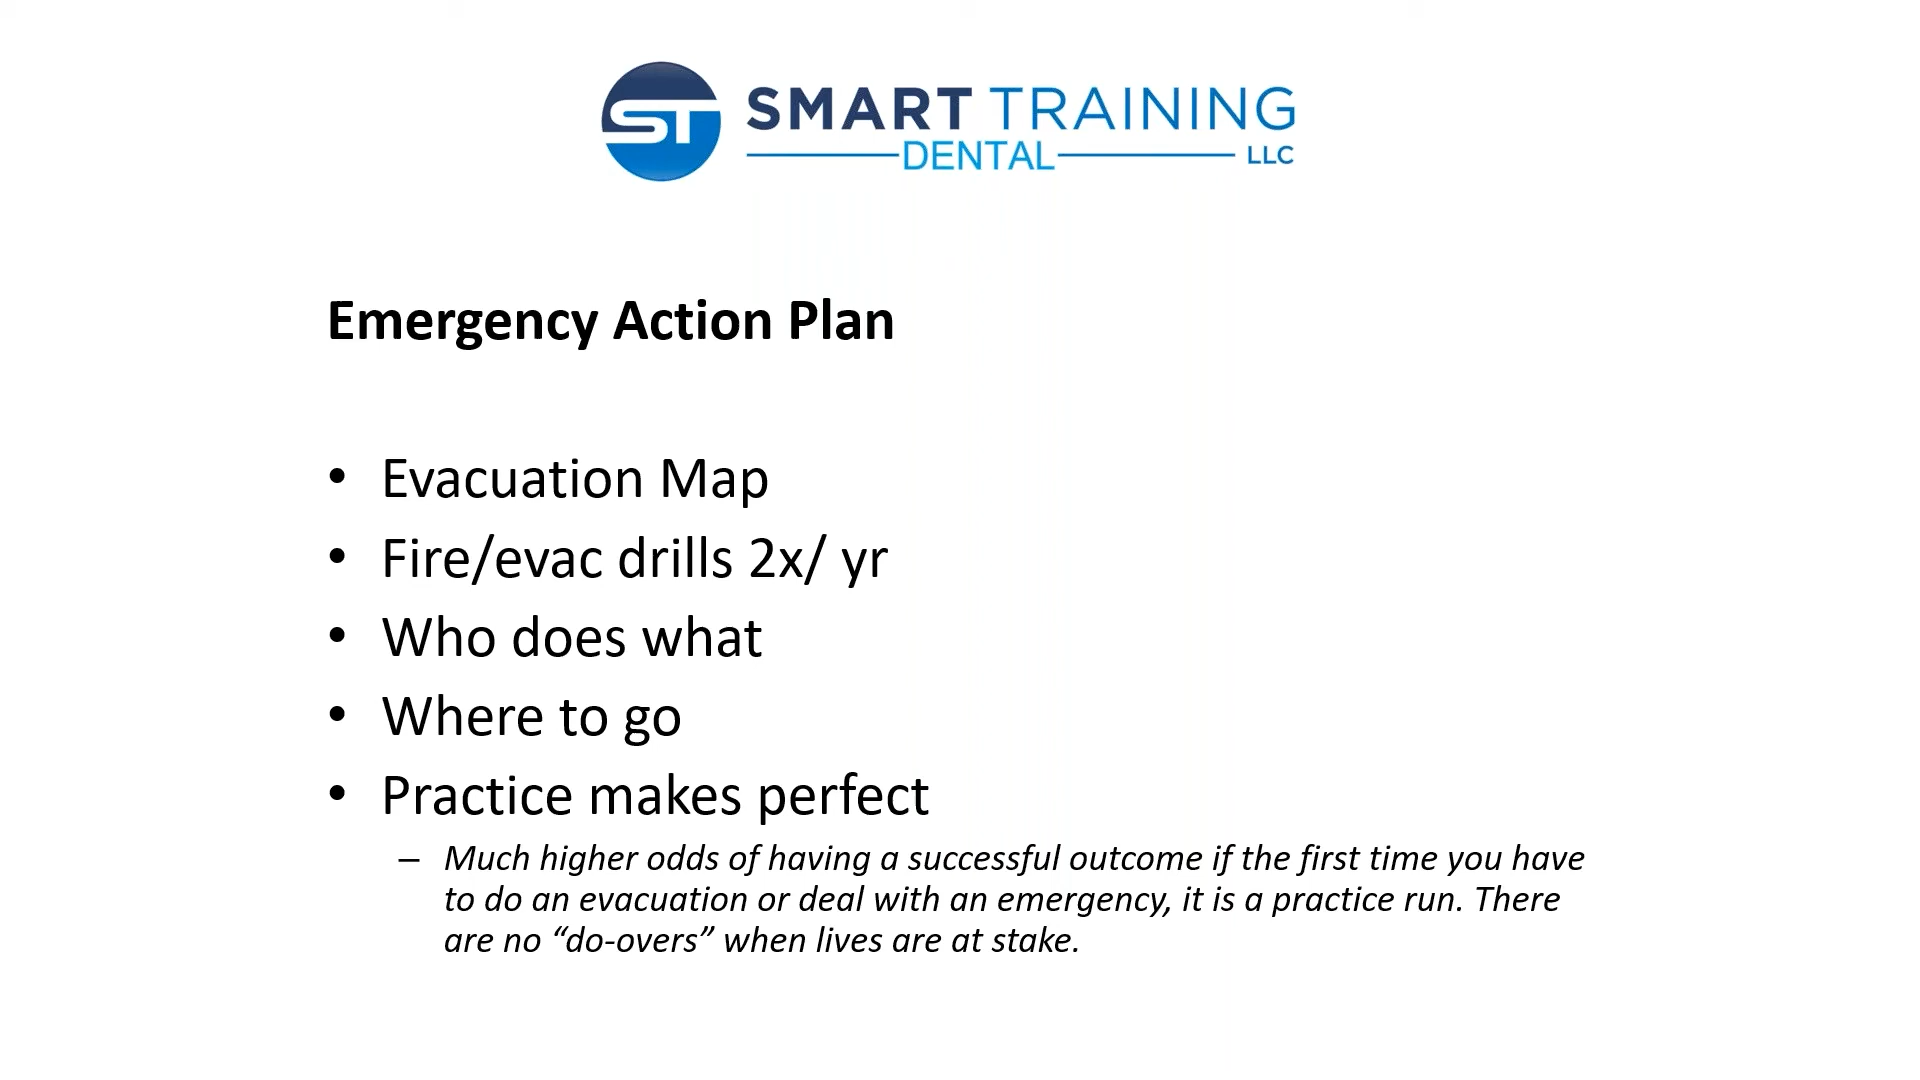 ST SMART TRAINING
DENTAL LLC
Emergency Action Plan
• Evacuation Map
• Fire/evac drills 2x/ yr
• Who does what
• Where to go
• Practice makes perfect
– Much higher odds of having a successful outcome if the first time you have
to do an evacuation or deal with an emergency, it is a practice run. There
are no “do-overs” when lives are at stake.